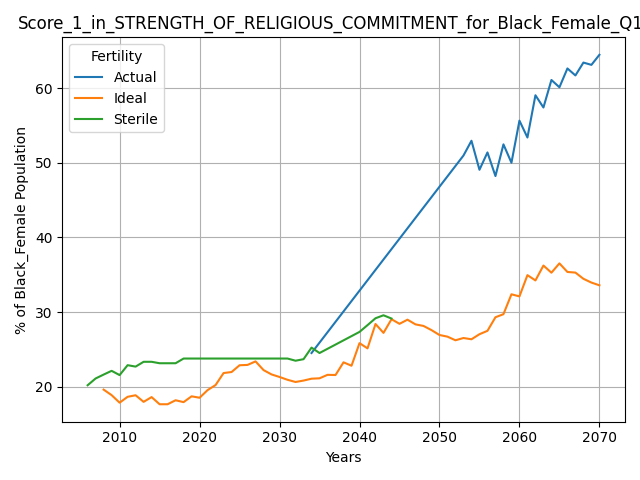 Score_1_in_STRENGTH_OF_RELIGIOUS_COMMITMENT_for_Black_Female_Q1
Fertility
Actual
Ideal
Sterile
60
50
40
30
20
% of Black_Female Population
2010 2020 2030 2040 2050 2060 2070
Years